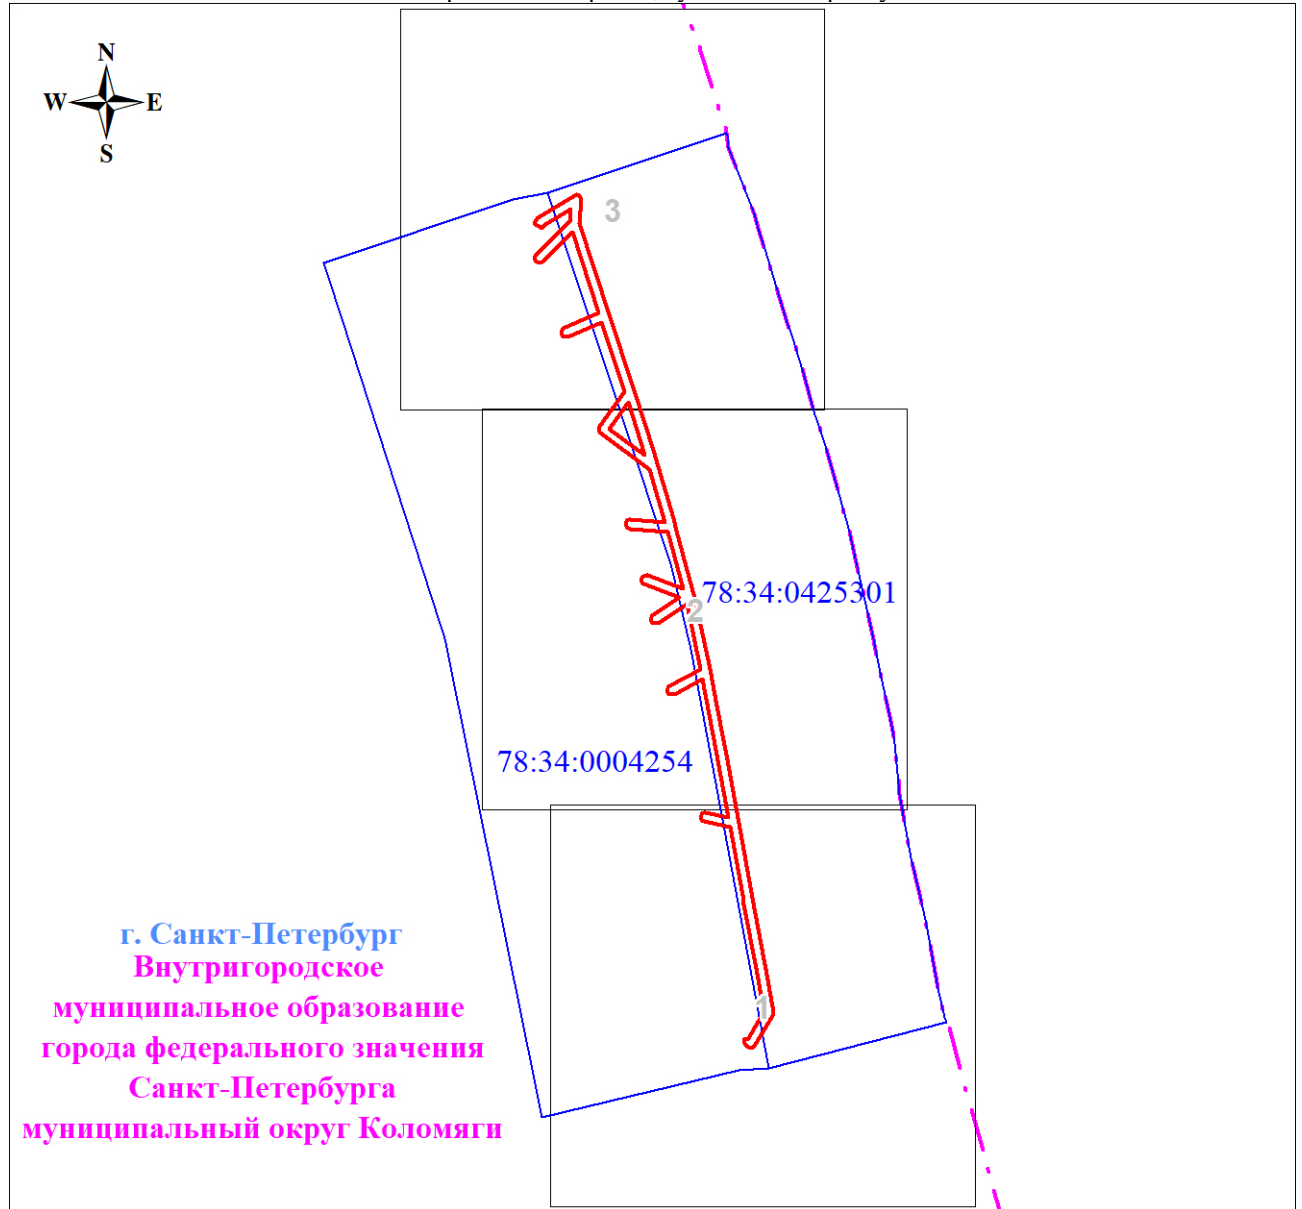 N
W E
S
3
78:34:0425301
2
78:34:0004254
г. Санкт-Петербург
Внутригородское
муниципальное образование
города федерального значения
Санкт-Петербурга
муниципальный округ Коломяги
1